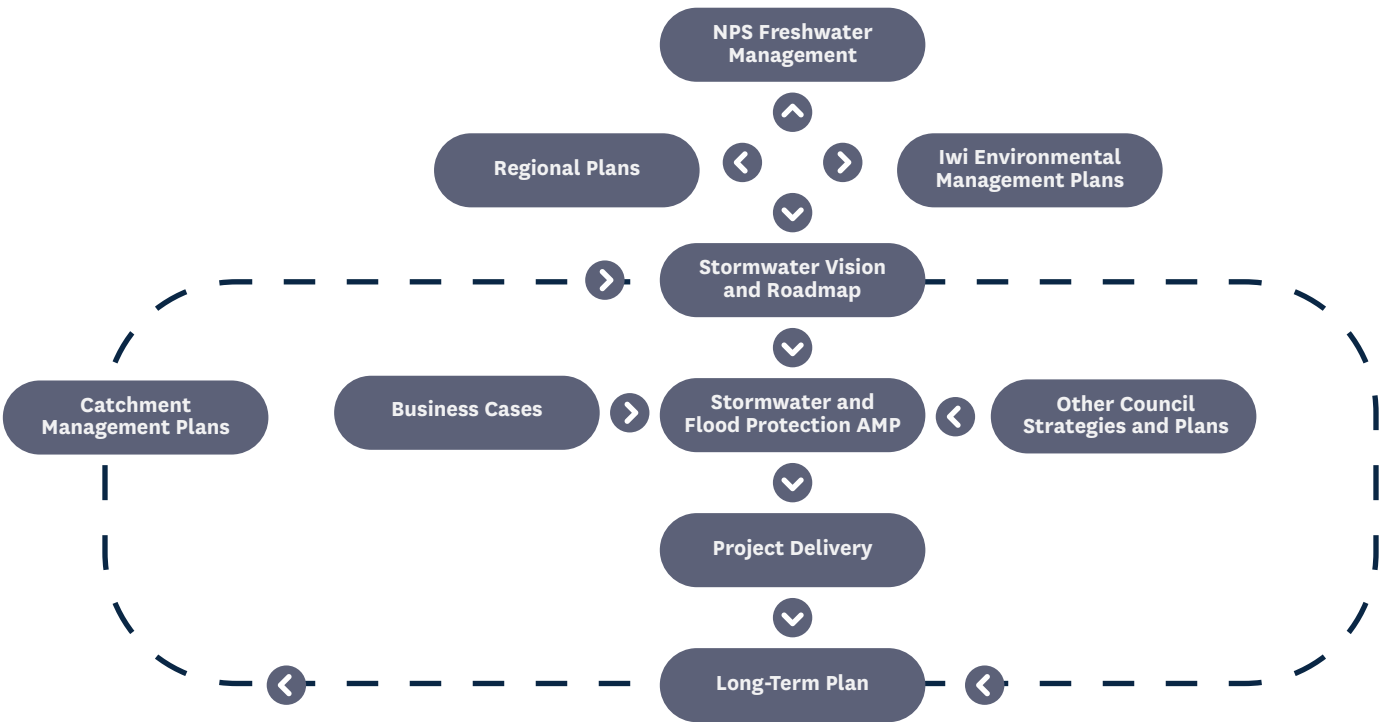 NPS Freshwater
Management
Regional Plans
Iwi Environmental
Management Plans
Stormwater Vision
and Roadmap
Catchment
Management Plans
Business Cases
Stormwater and
Flood Protection AMP
Other Council
Strategies and Plans
Project Delivery
Long-Term Plan